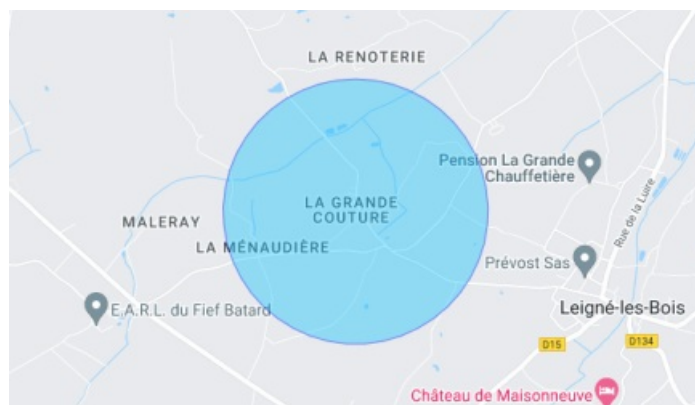 LA RENOTERIE
Pension La Grande
Chauffetière
LA GRANDE
COUTURE
MALERAY
Rue de la Luire
LA MÉNAUDIÈRE
Prévost Sas
E.A.R.L. du Fief Batard
Leigné-les-Bois
D15
D134
Château de Maisonneuve